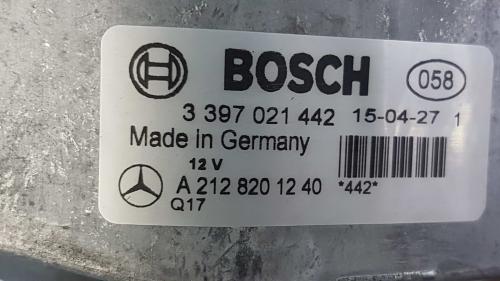 BOSCH 058
3 397 021 442 15-04-27 1
Made in Germany
12 V
A 212 820 12 40 *442*
Q17